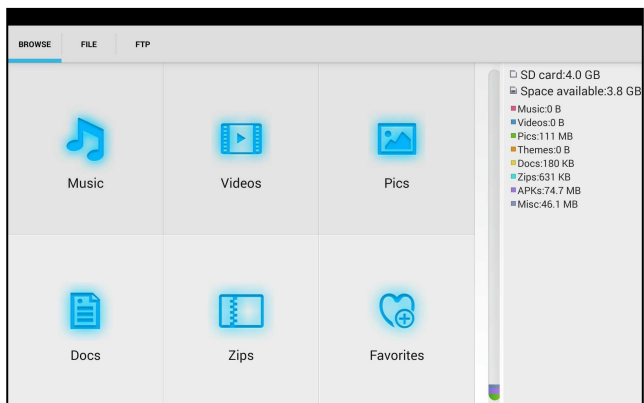 BROWSE FILE FTP
Music Videos Pics
Docs Zips Favorites
SD card:4.0 GB
Space available:3.8 GB
Music:0 B
Videos:0 B
Pics:111 MB
Themes:0 B
Docs:180 KB
Zips:631 KB
APKs:74.7 MB
Misc:46.1 MB